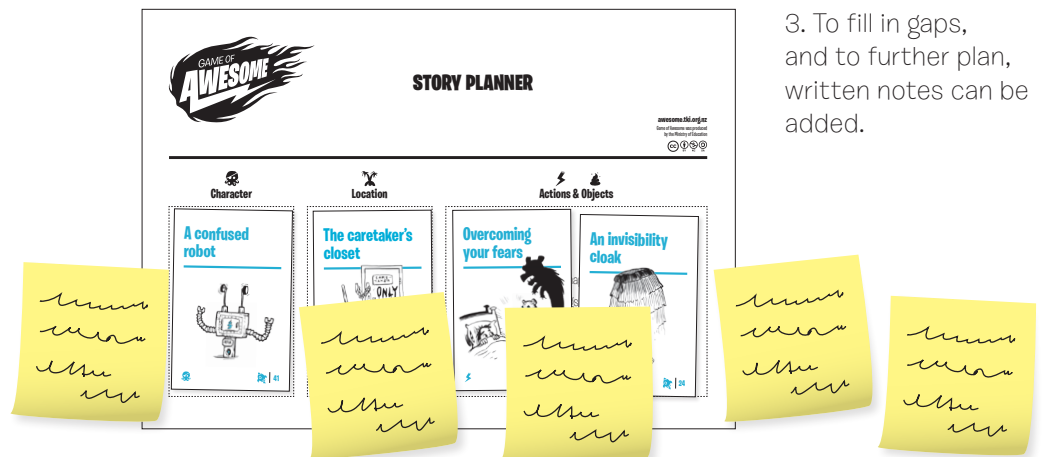 3. To fill in gaps,
and to further plan,
written notes can be
added.
GAME OF
AWESOME
STORY PLANNER
awesome.tki.org.nz
Game of Awesome was produced
by the Ministry of Education
Character
Location
Actions & Objects
A confused
robot
41
The caretaker's
closet
ONLY
Overcoming
your fears
An invisibility
cloak
24